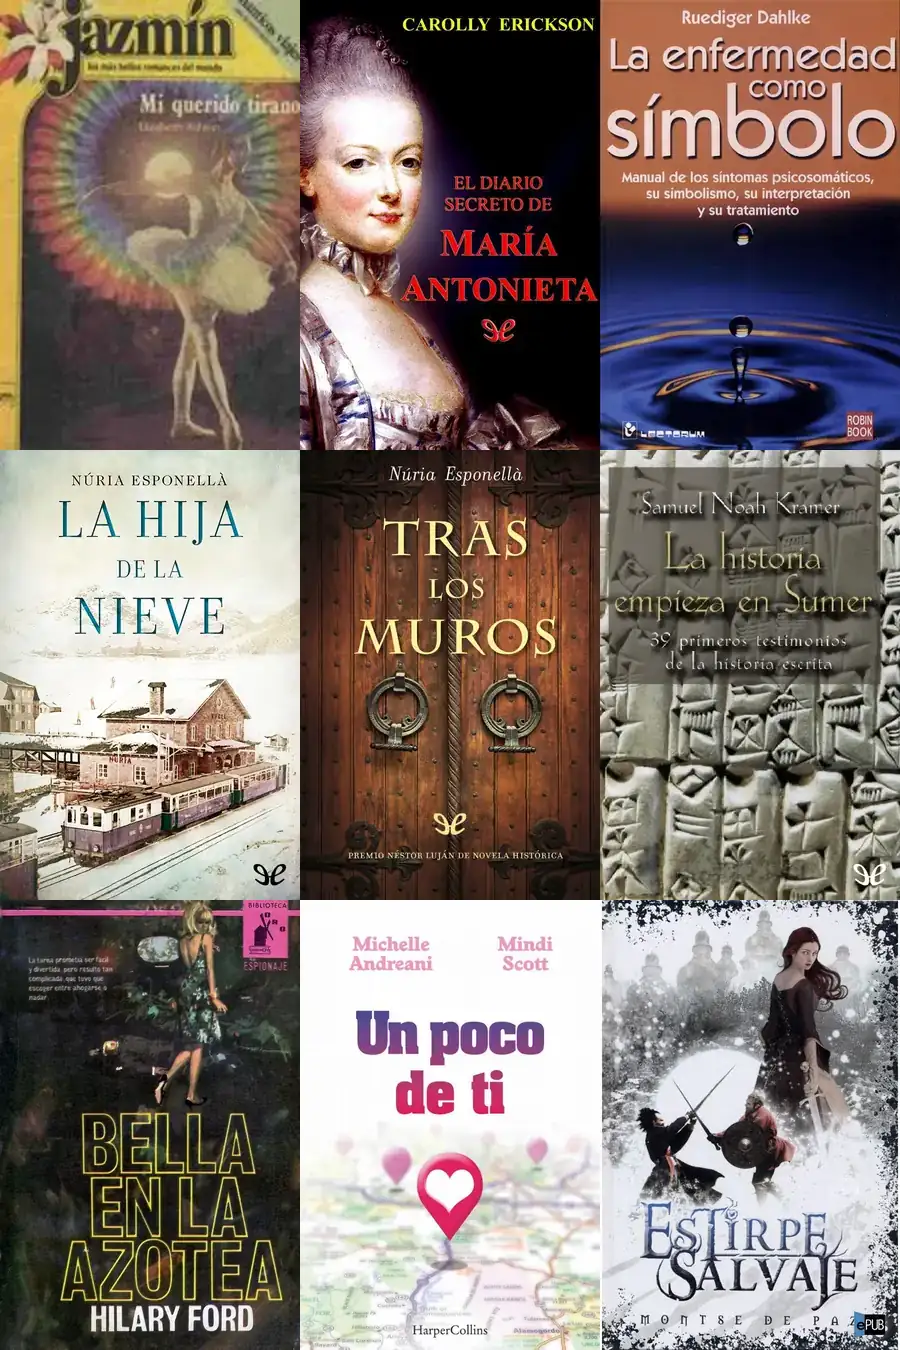 jazmín
los más bellos romances del mundo
Mi querido tirano
CAROLLY ERICKSON
EL DIARIO
SECRETO DE
MARÍA
ANTONIETA
Ruediger Dahlke
La enfermedad
como
símbolo
Manual de los síntomas psicosomáticos,
su simbolismo, su interpretación
y su tratamiento
LECTORUM
ROBIN
BOOK
NÚRIA ESPONELLÀ
LA HIJA
DE LA
NIEVE
NURIA
Núria Esponellà
TRAS
LOS
MUROS
PREMIO NÉSTOR LUJÁN DE NOVELA HISTÓRICA
Samuel Noah Kramer
La historia
empieza en Sumer
39 primeros testimonios
de la historia escrita
BIBLIOTECA
ORO
ESPIONAJE
La tarea prometía ser fácil
y divertida, pero resultó tan
complicada que tuvo que
escoger entre ahogarse o
nadar
BELLA
EN LA
AZOTEA
HILARY FORD
Michelle
Andreani
Mindi
Scott
Un poco
de ti
HarperCollins
ESTIRPE
SALVAJE
MONTSE DE PAZ
ePUB